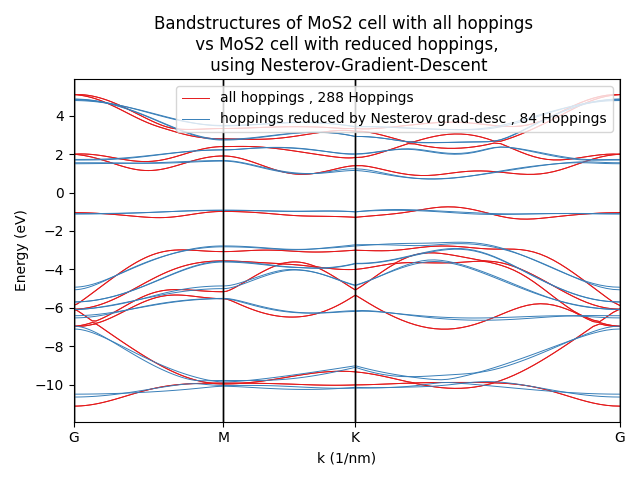 Bandstructures of MoS2 cell with all hoppings
vs MoS2 cell with reduced hoppings,
using Nesterov-Gradient-Descent
all hoppings , 288 Hoppings
hoppings reduced by Nesterov grad-desc , 84 Hoppings
Energy (eV)
4
2
0
−2
−4
−6
−8
−10
G M K G
k (1/nm)